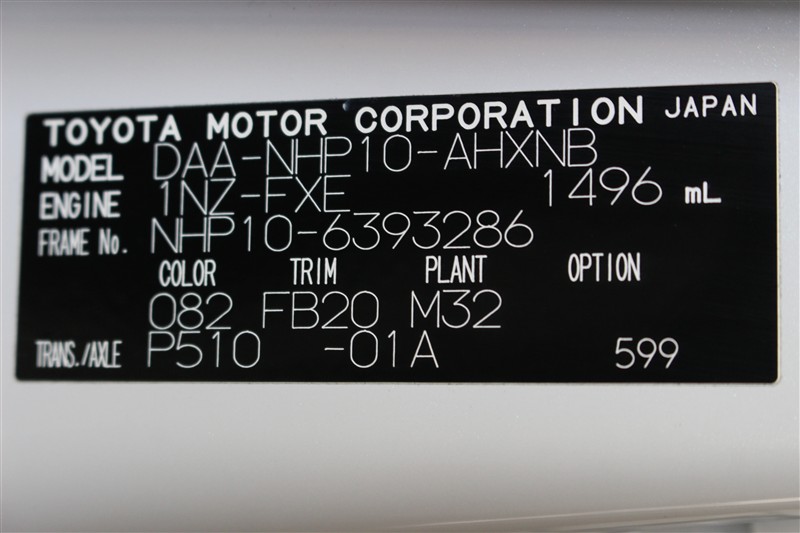 TOYOTA MOTOR CORPORATION JAPAN
MODEL DAA-NHP10-AHXNB
ENGINE 1NZ-FXE 1496 mL
FRAME No. NHP10-6393286
COLOR TRIM PLANT OPTION
082 FB20 M32
TRANS./AXLE P510 -01A 599